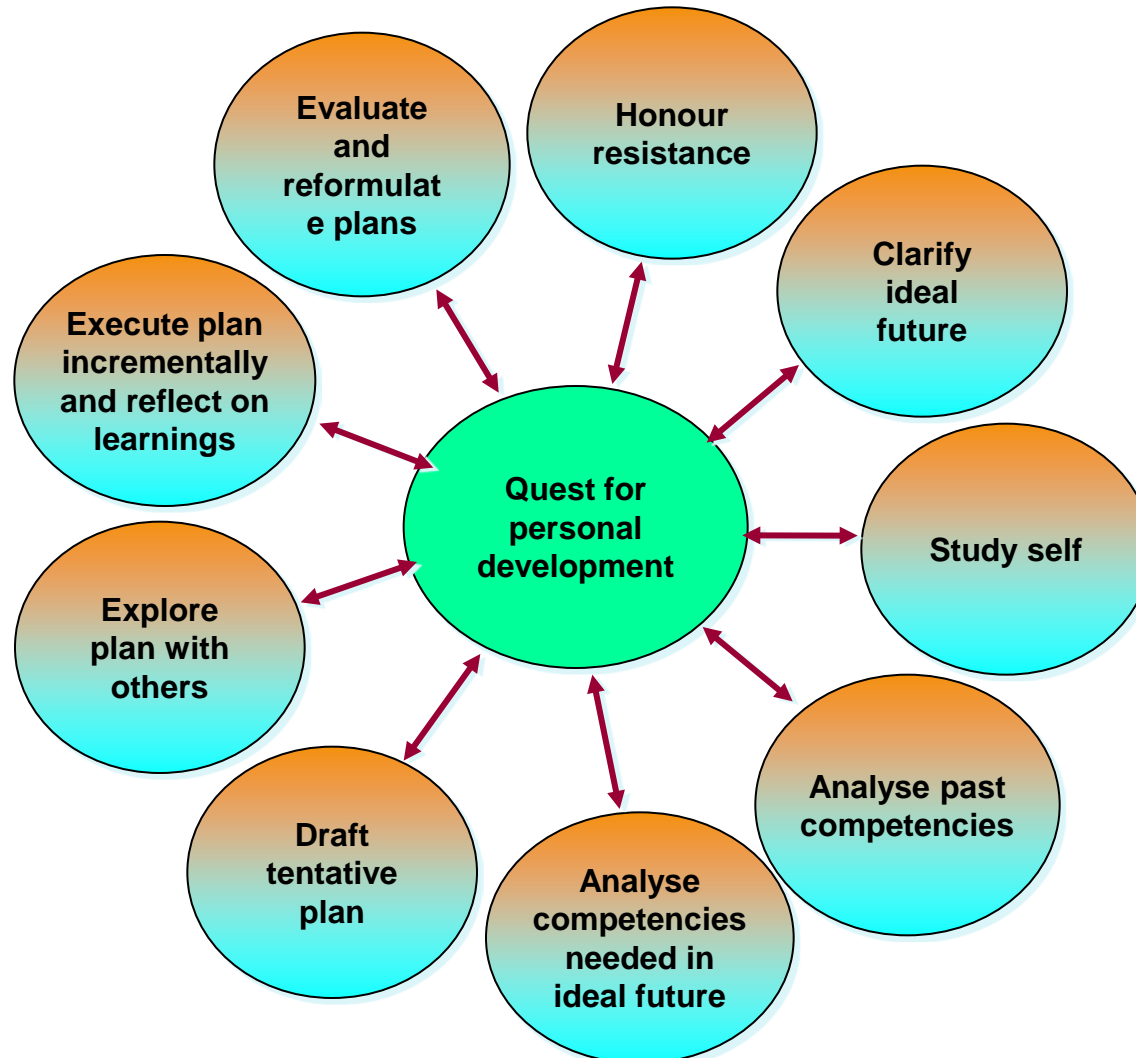 Honour
resistance
Clarify
ideal
future
Study self
Analyse past
competencies
Analyse
competencies
needed in
ideal future
Draft
tentative
plan
Explore
plan with
others
Execute plan
incrementally
and reflect on
learnings
Evaluate
and
reformulat
e plans
Quest for
personal
development